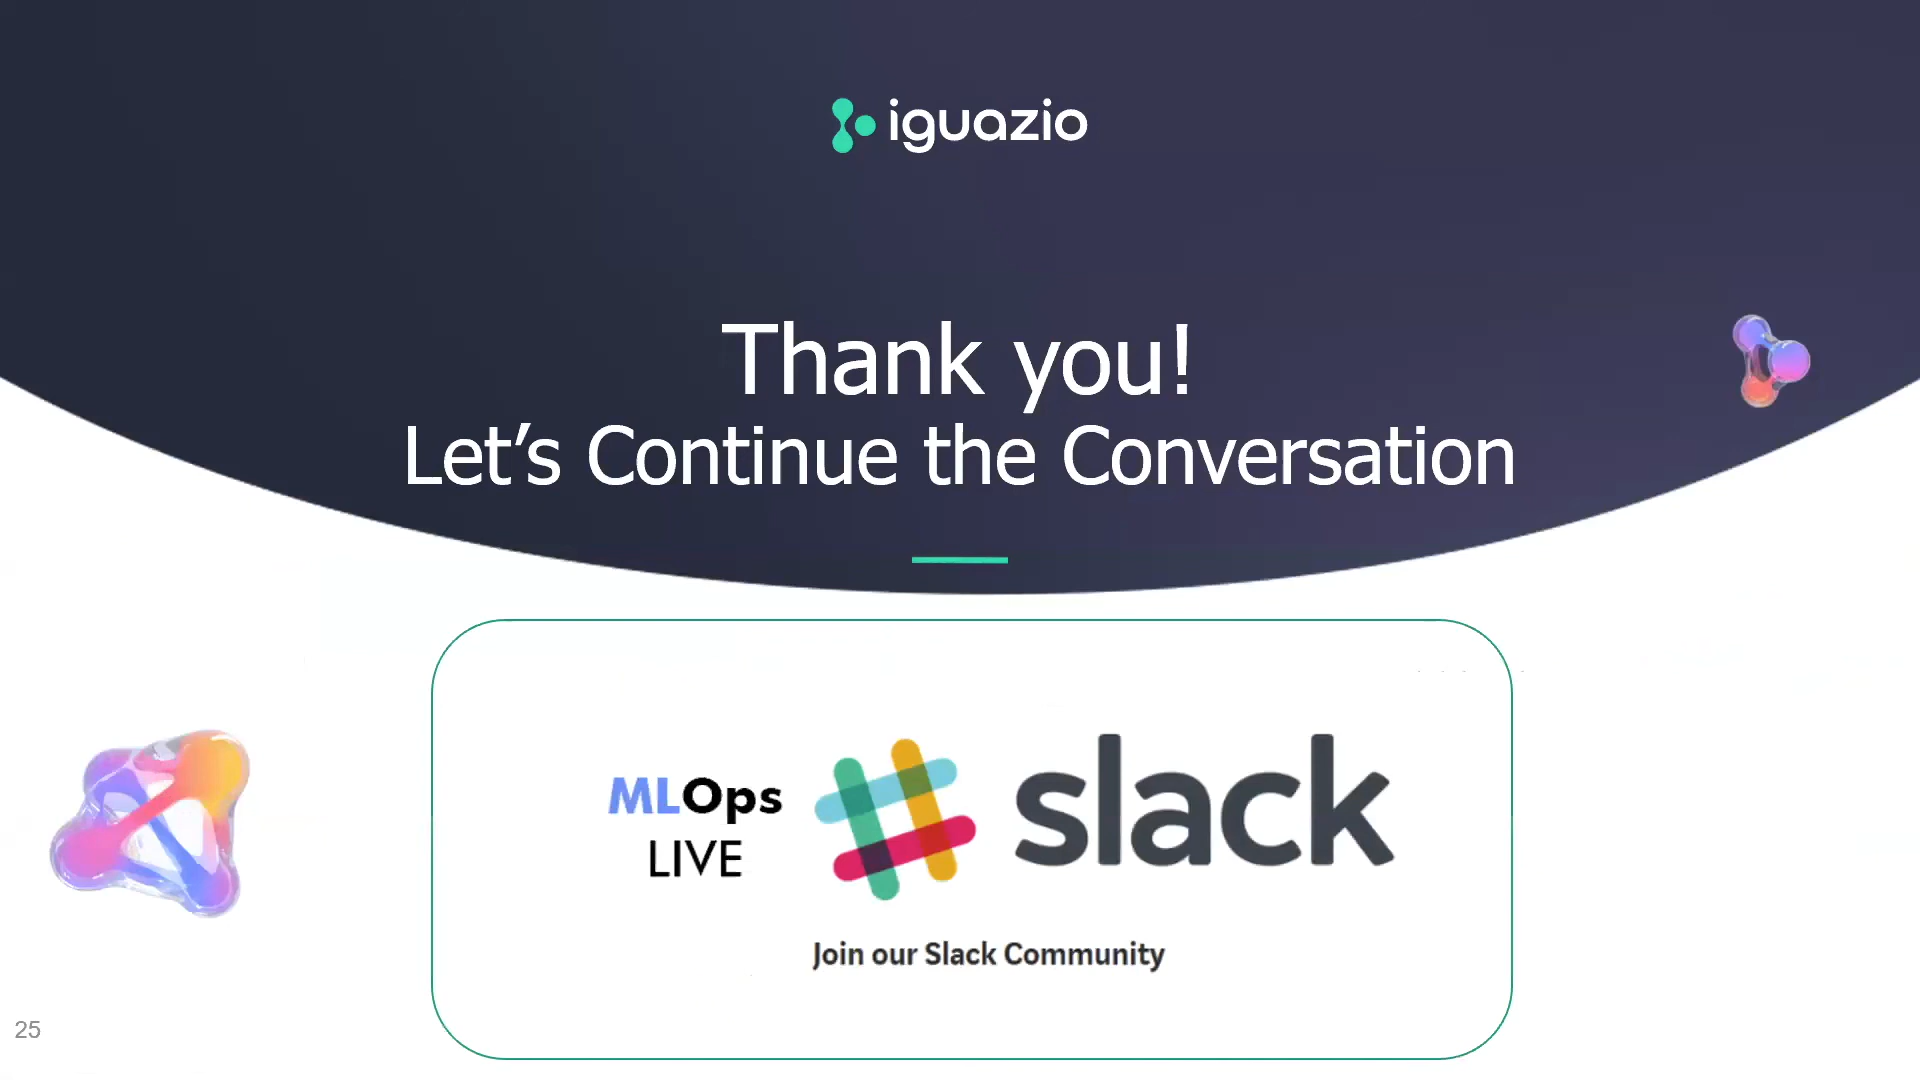 iguazio
Thank you!
Let’s Continue the Conversation
MLOps
LIVE
slack
Join our Slack Community
25